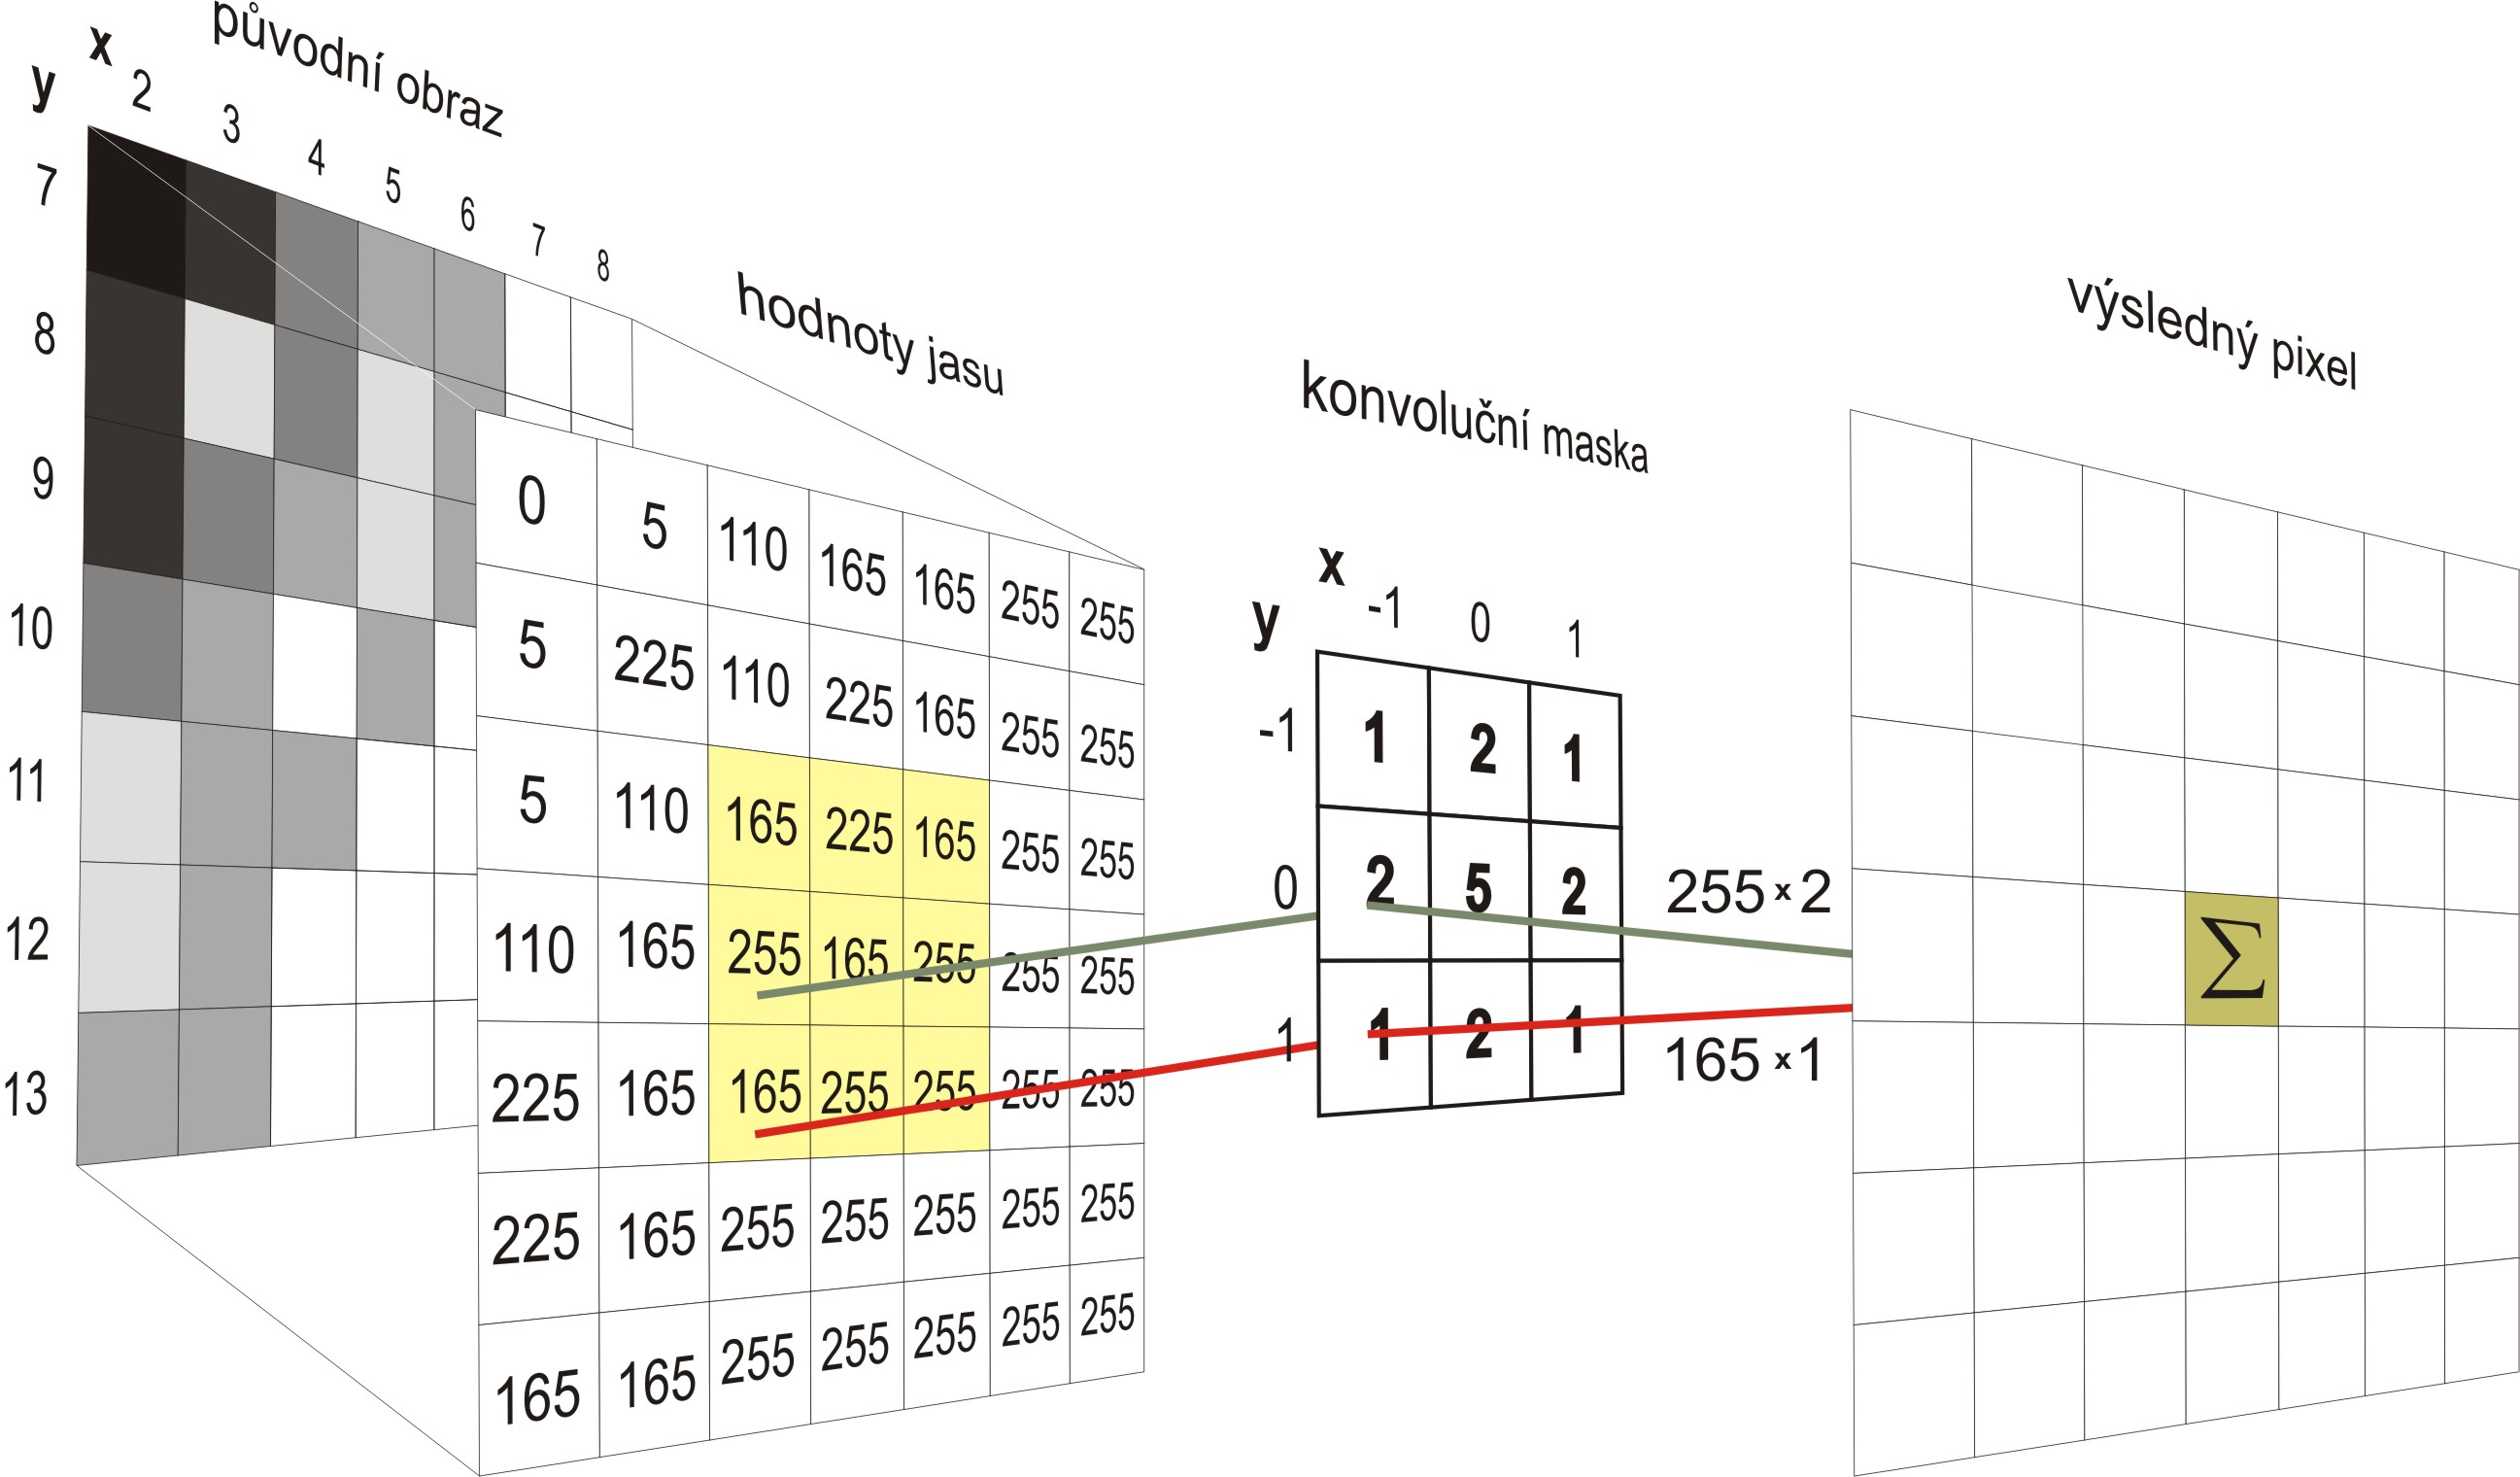 původní obraz
x
y
2 3 4 5 6 7 8
7
8
9
10
11
12
13
hodnoty jasu
0 5 110 165 165 255 255
5 225 110 225 165 255 255
5 110 165 225 165 255 255
110 165 255 165 255 255 255
225 165 165 255 255 255 255
225 165 255 255 255 255 255
165 165 255 255 255 255 255
konvoluční maska
x
y
-1 0 1
-1 1 2 1
0 2 5 2
1 1 2 1
255 x 2
165 x 1
výsledný pixel
Σ